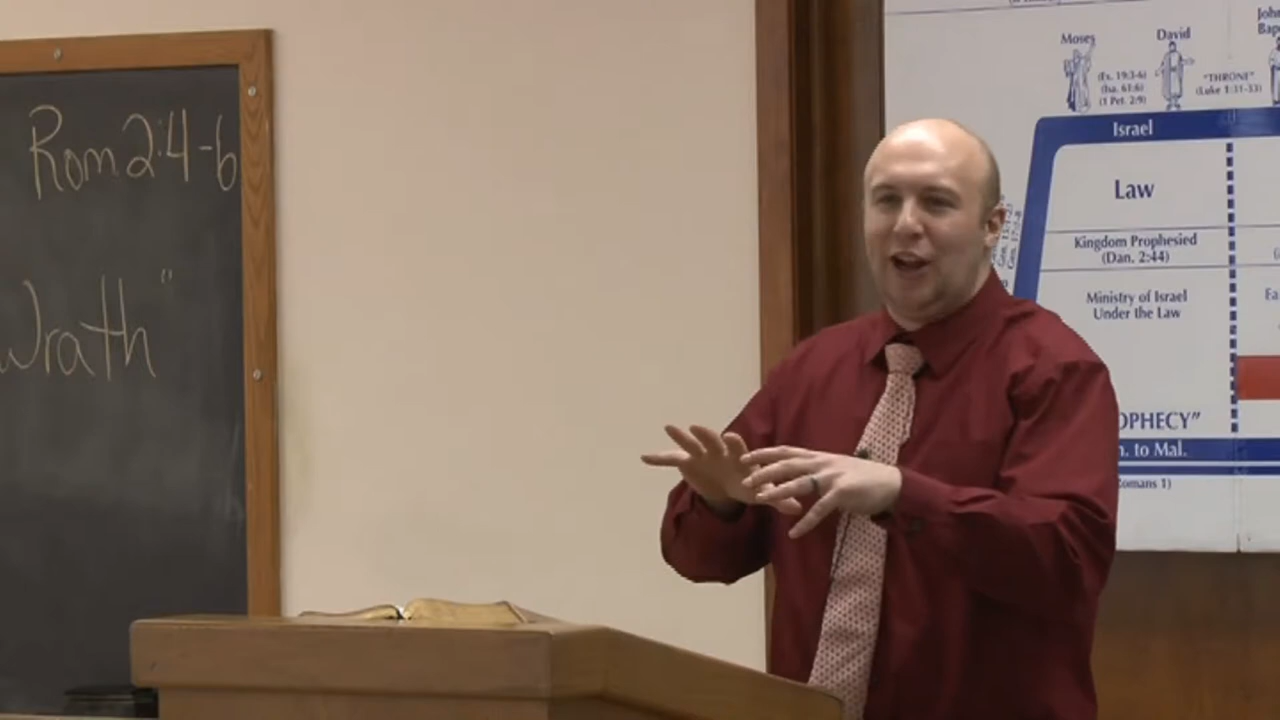 Rom 2:4-6
Wrath"
Moses
David
(Ex. 19:3-6)
(Isa. 61:6)
(1 Pet. 2:9)
"THRONE"
(Luke 1:31-33)
Israel
Law
Kingdom Prophesied
(Dan. 2:44)
Ministry of Israel
Under the Law
OPHECY"
to Mal.
Romans 1)